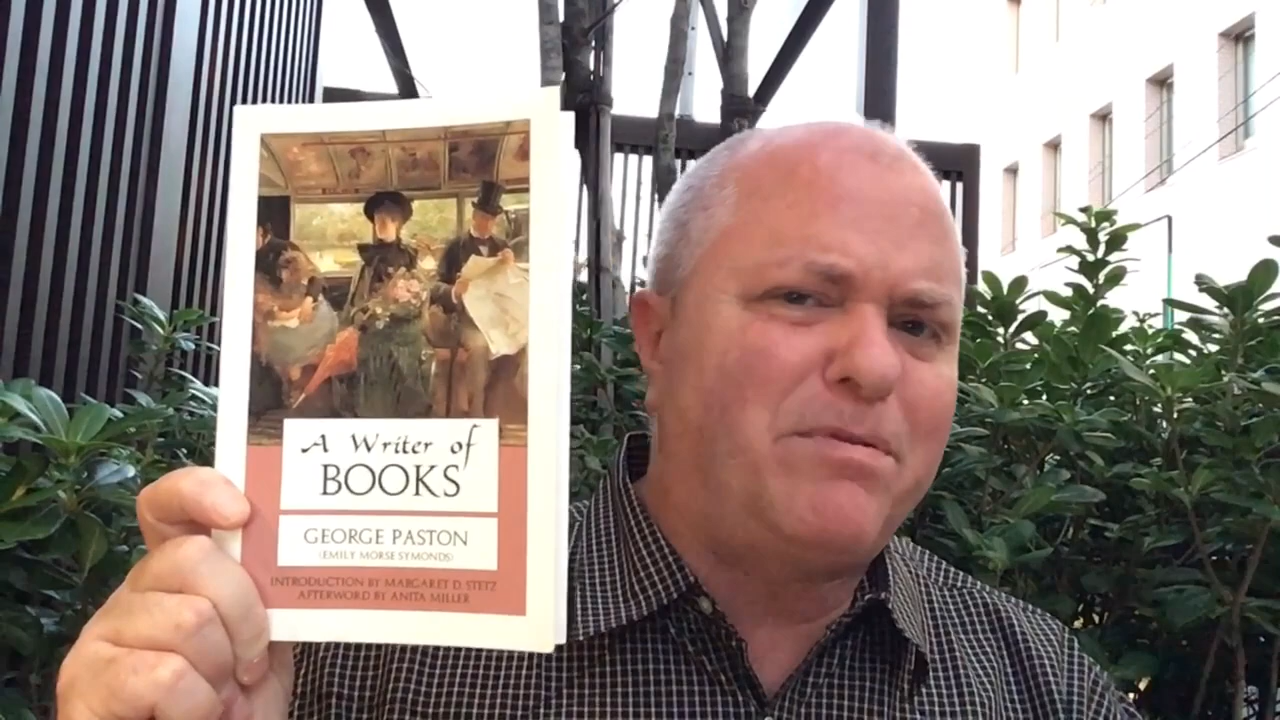 A Writer of
BOOKS
GEORGE PASTON
(EMILY MORSE SYMONDS)
INTRODUCTION BY MARGARET D. STETZ
AFTERWORD BY ANITA MILLER